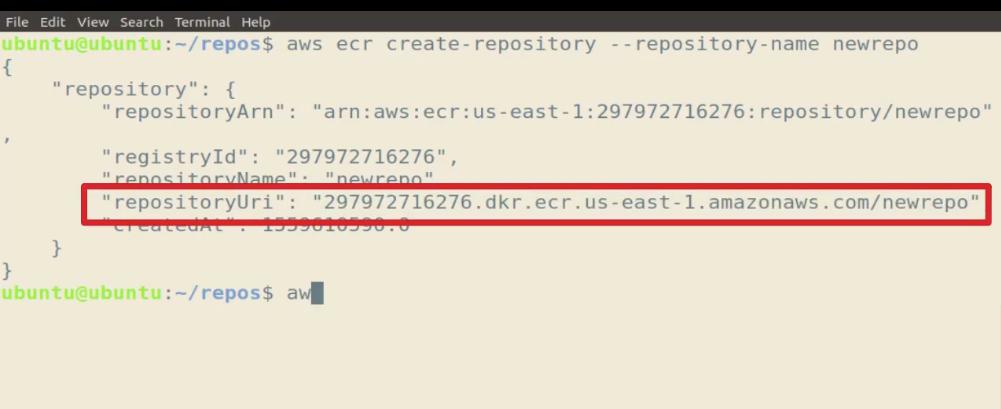 File Edit View Search Terminal Help
ubuntu@ubuntu:~/repos$ aws ecr create-repository --repository-name newrepo
{
    "repository": {
        "repositoryArn": "arn:aws:ecr:us-east-1:297972716276:repository/newrepo"
,
        "registryId": "297972716276",
        "repositoryName": "newrepo"
        "repositoryUri": "297972716276.dkr.ecr.us-east-1.amazonaws.com/newrepo"
        "createdAt": 1559610590.0
    }
}
ubuntu@ubuntu:~/repos$ aw